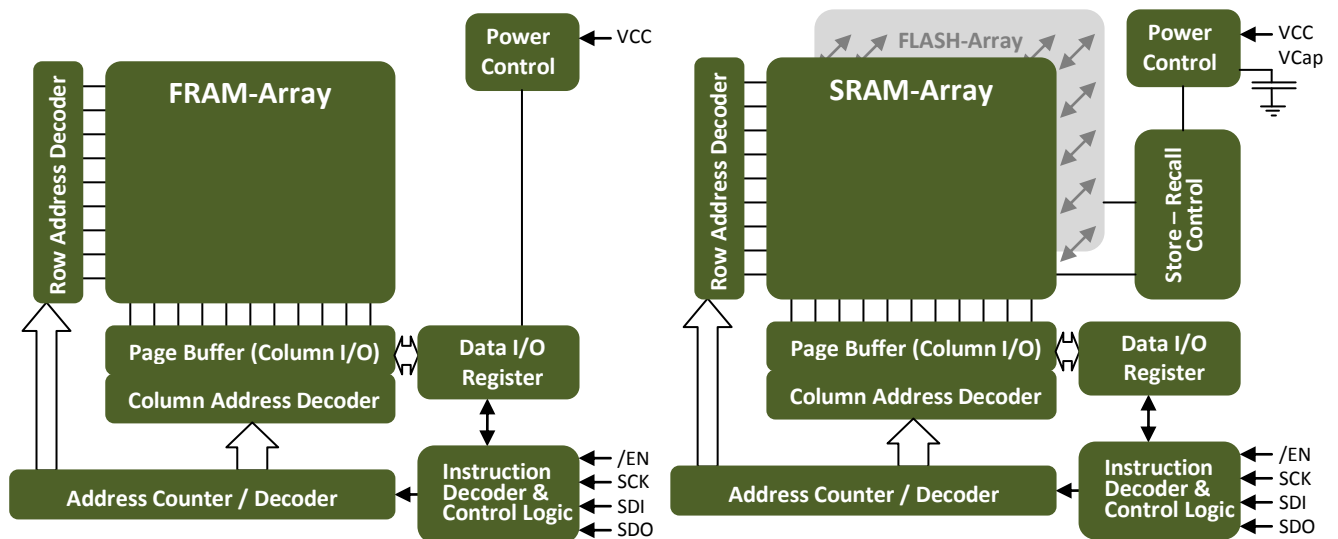 Power
Control
VCC
FRAM-Array
Row Address Decoder
Page Buffer (Column I/O)
Column Address Decoder
Data I/O
Register
Address Counter / Decoder
Instruction
Decoder &
Control Logic
/EN
SCK
SDI
SDO
FLASH-Array
Power
Control
VCC
VCap
SRAM-Array
Row Address Decoder
Store – Recall
Control
Page Buffer (Column I/O)
Column Address Decoder
Data I/O
Register
Address Counter / Decoder
Instruction
Decoder &
Control Logic
/EN
SCK
SDI
SDO